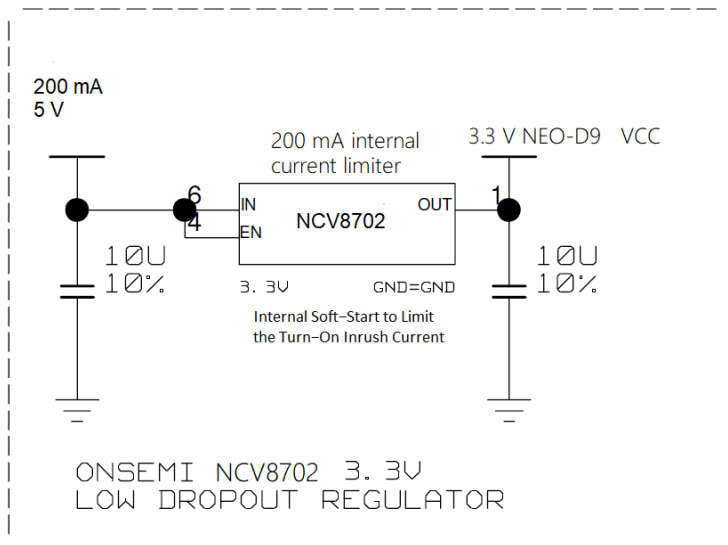 200 mA
5 V
200 mA internal
current limiter
3.3 V NEO-D9 VCC
6
IN
OUT
1
4
EN
NCV8702
10U
10%
10U
10%
3.3V
GND=GND
Internal Soft−Start to Limit
the Turn−On Inrush Current
ONSEMI NCV8702 3.3V
LOW DROPOUT REGULATOR